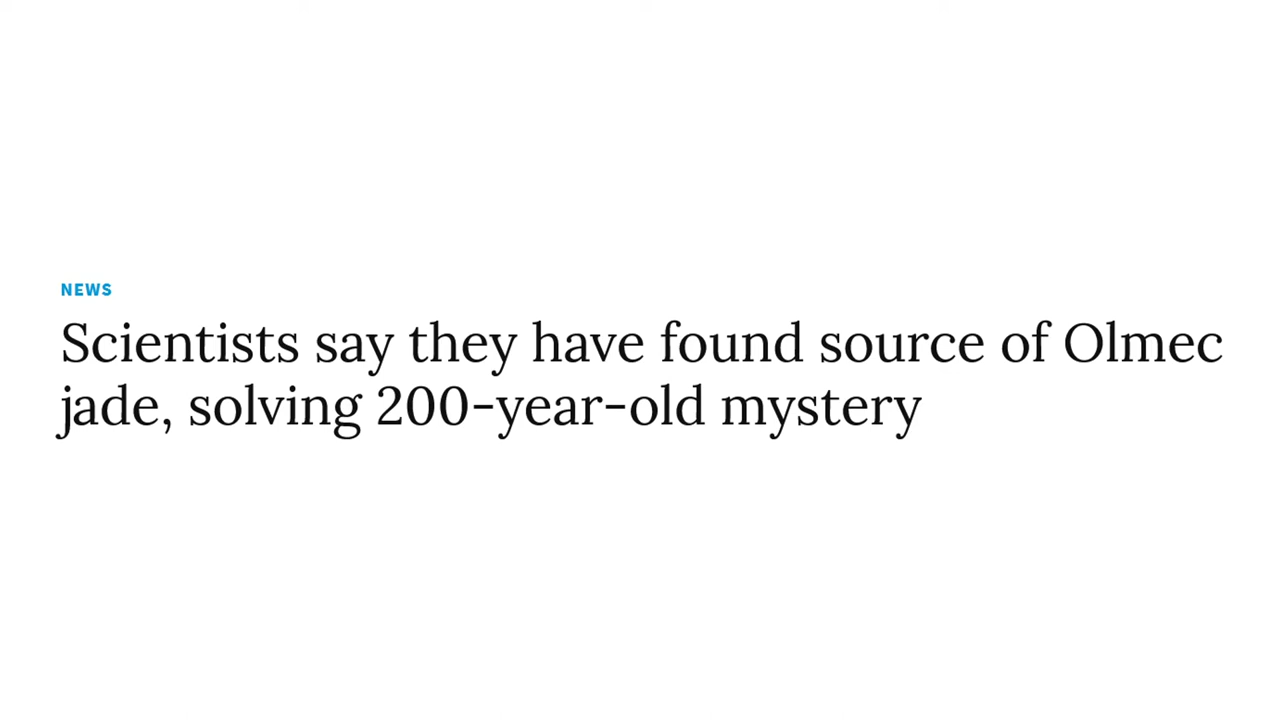 NEWS
Scientists say they have found source of Olmec
jade, solving 200-year-old mystery